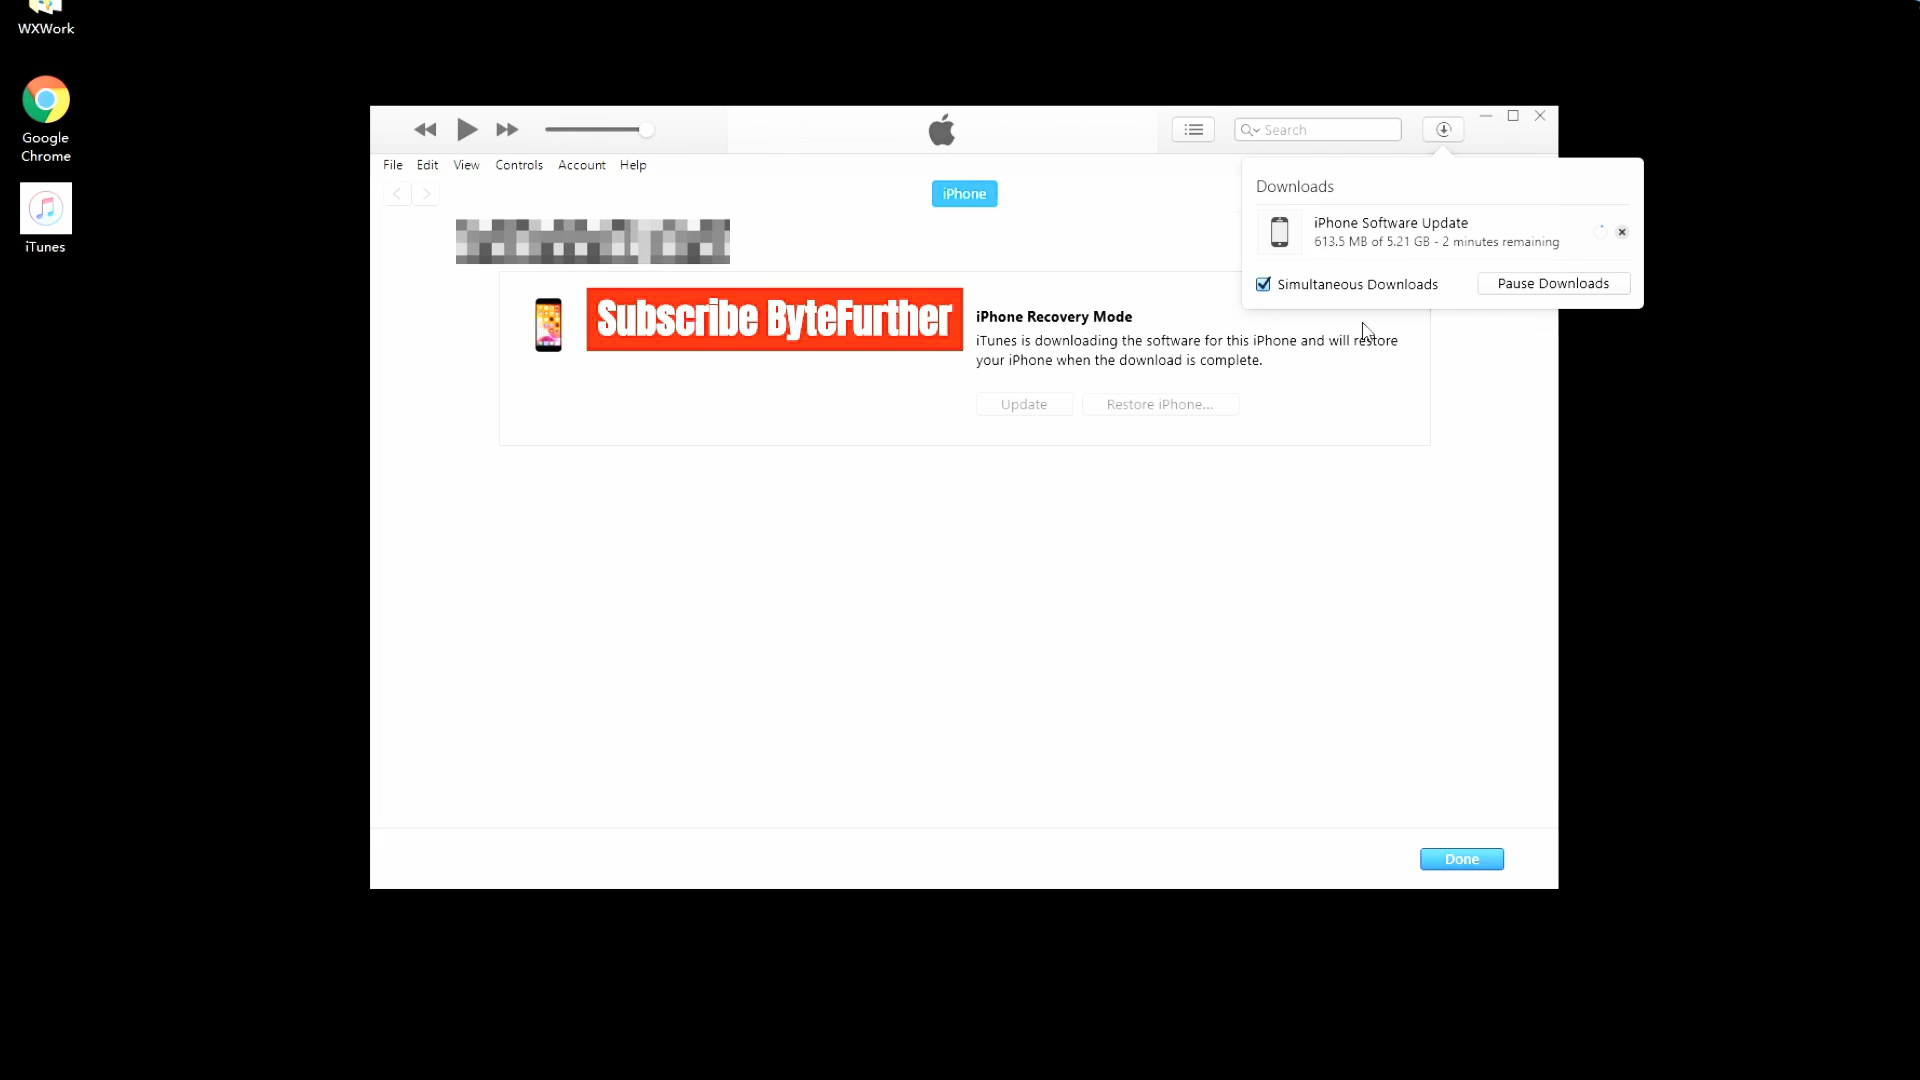 WXWork
Google
Chrome
iTunes
Search
File Edit View Controls Account Help
iPhone
Downloads
iPhone Software Update
613.5 MB of 5.21 GB - 2 minutes remaining
Simultaneous Downloads
Pause Downloads
Subscribe ByteFurther
iPhone Recovery Mode
iTunes is downloading the software for this iPhone and will restore
your iPhone when the download is complete.
Update
Restore iPhone...
Done